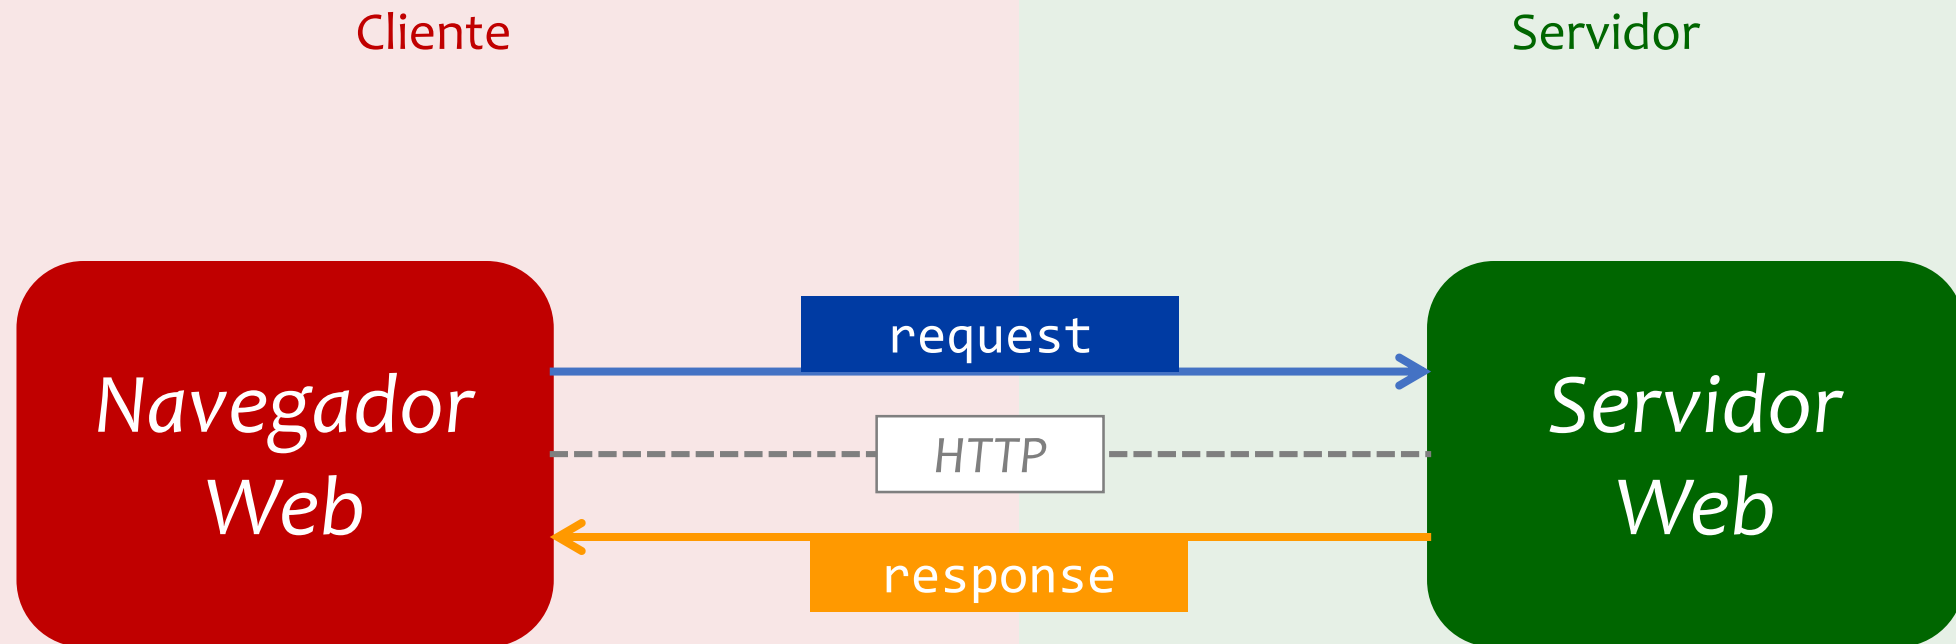 Cliente
Servidor
request
Navegador
Web
HTTP
Servidor
Web
response